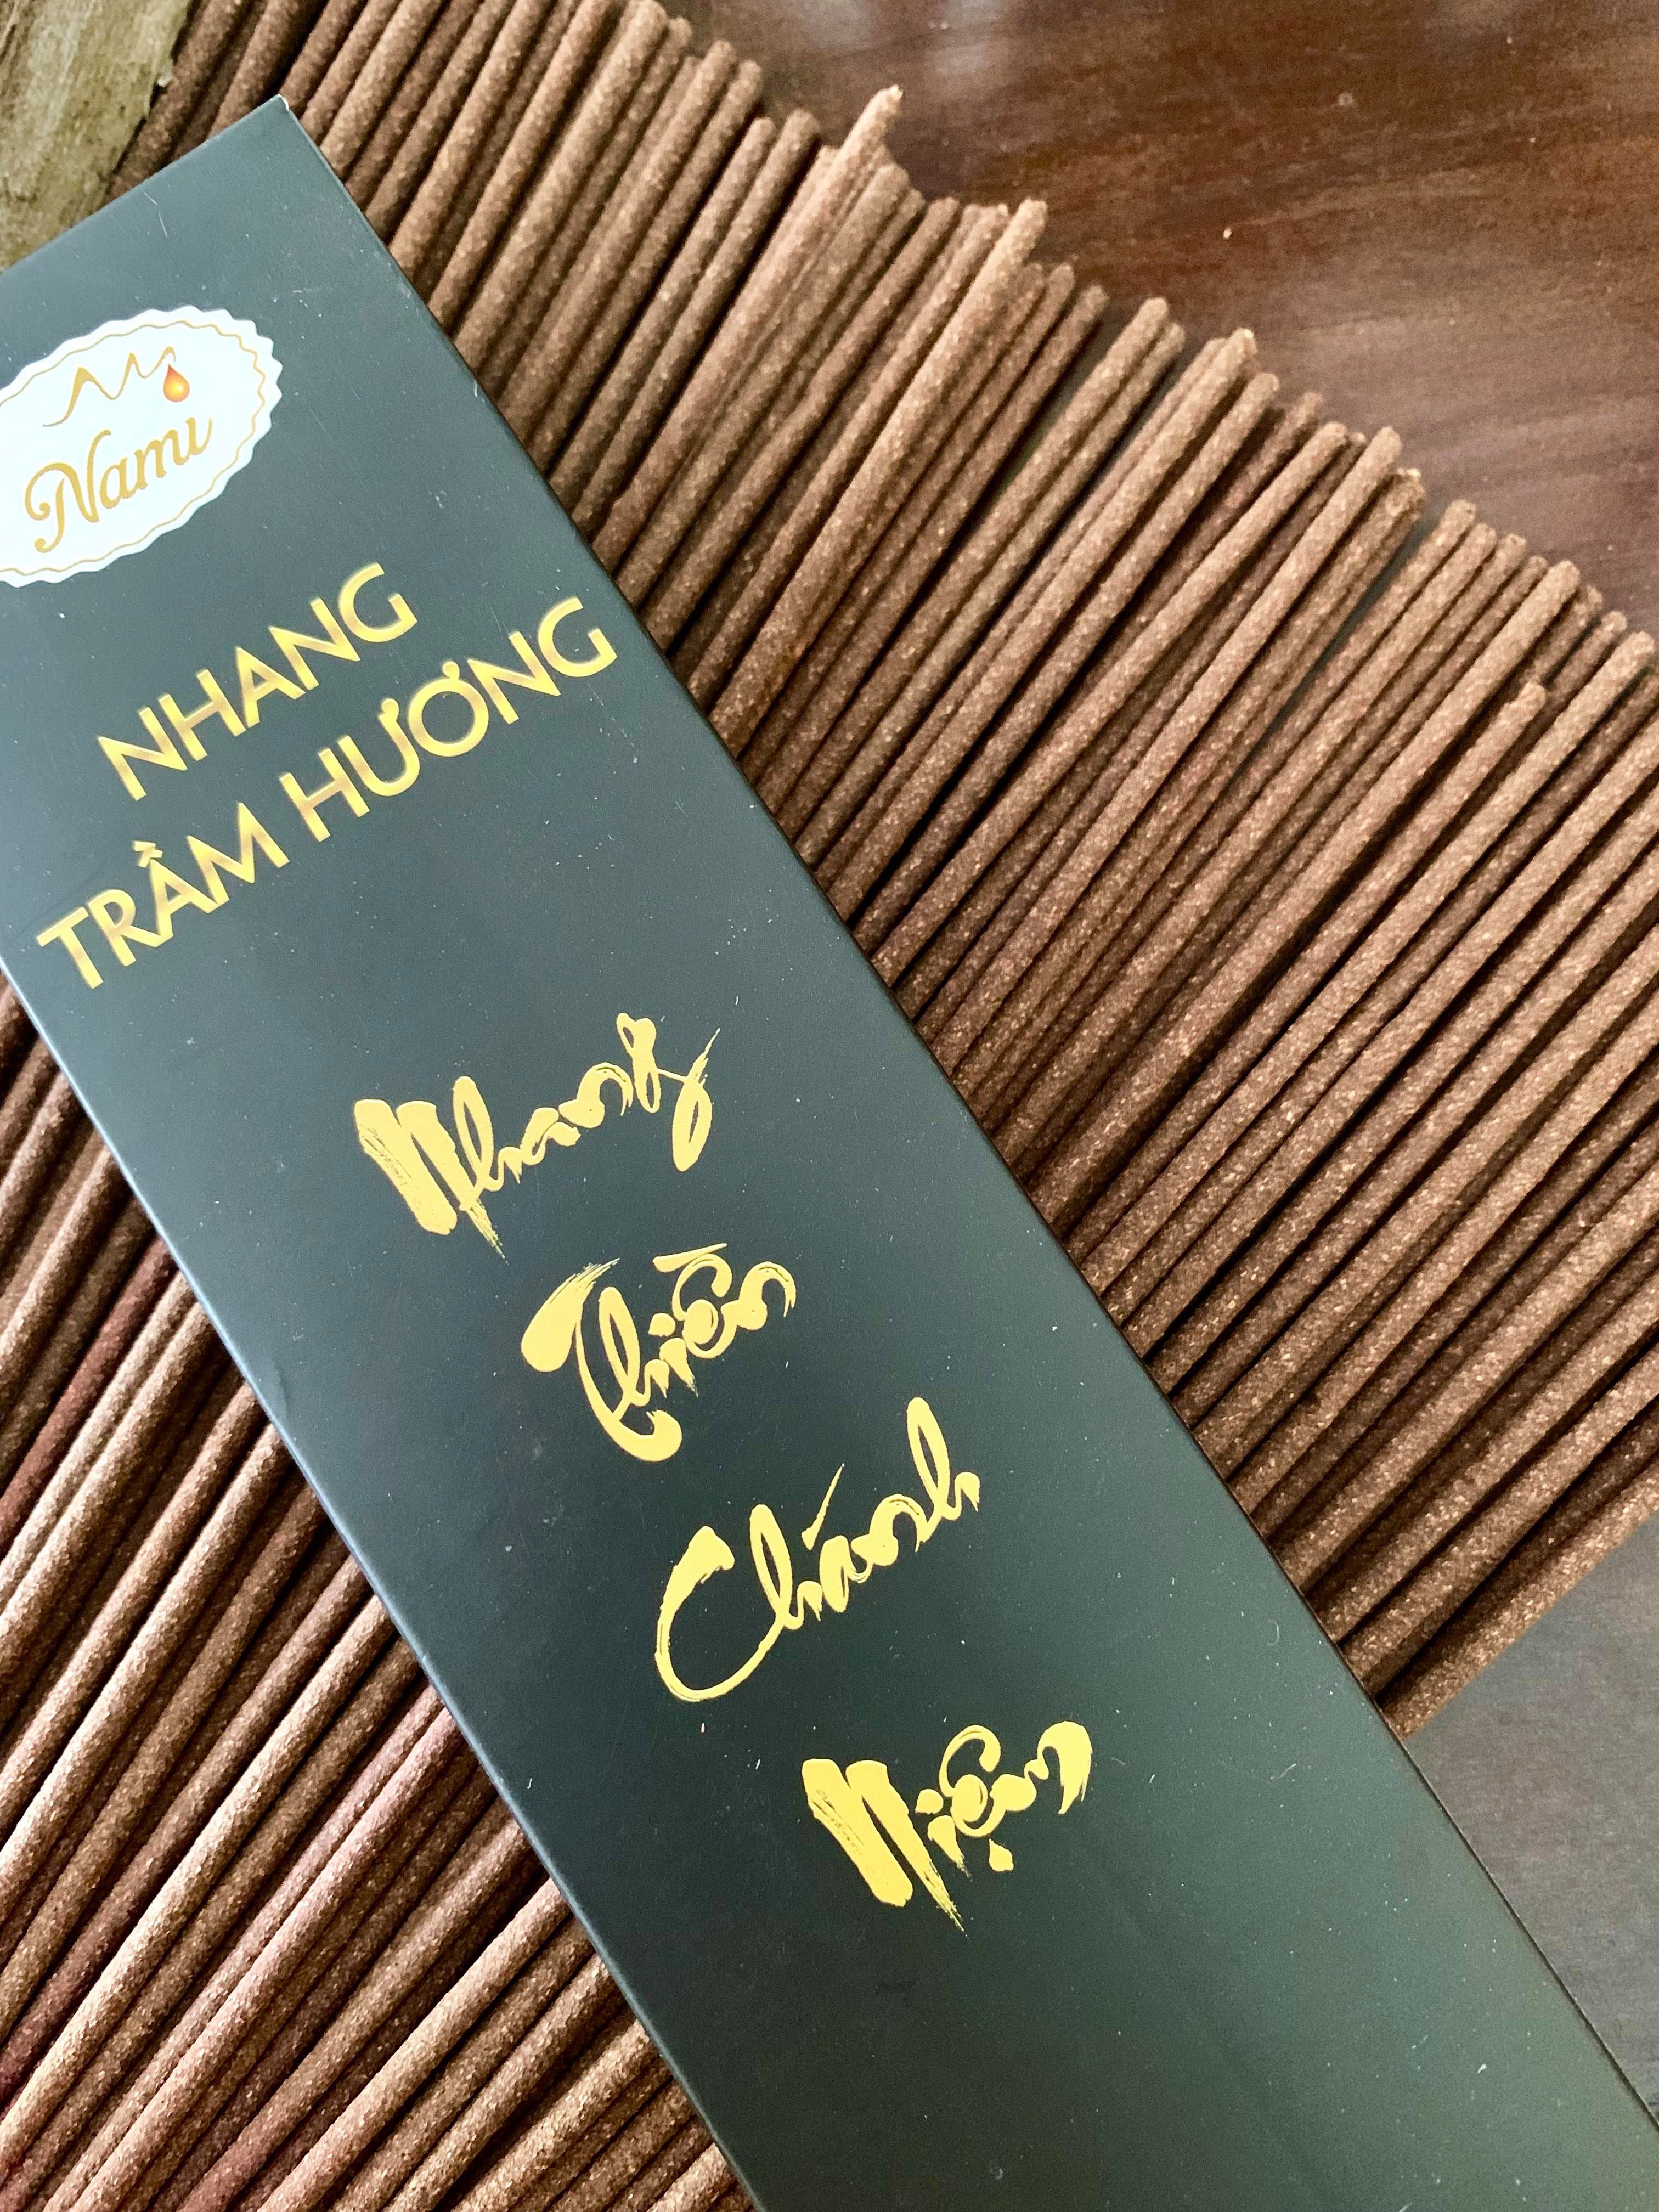 Nami
NHANG
TRẦM HƯƠNG
Nhang
Thiền
Chánh
Niệm